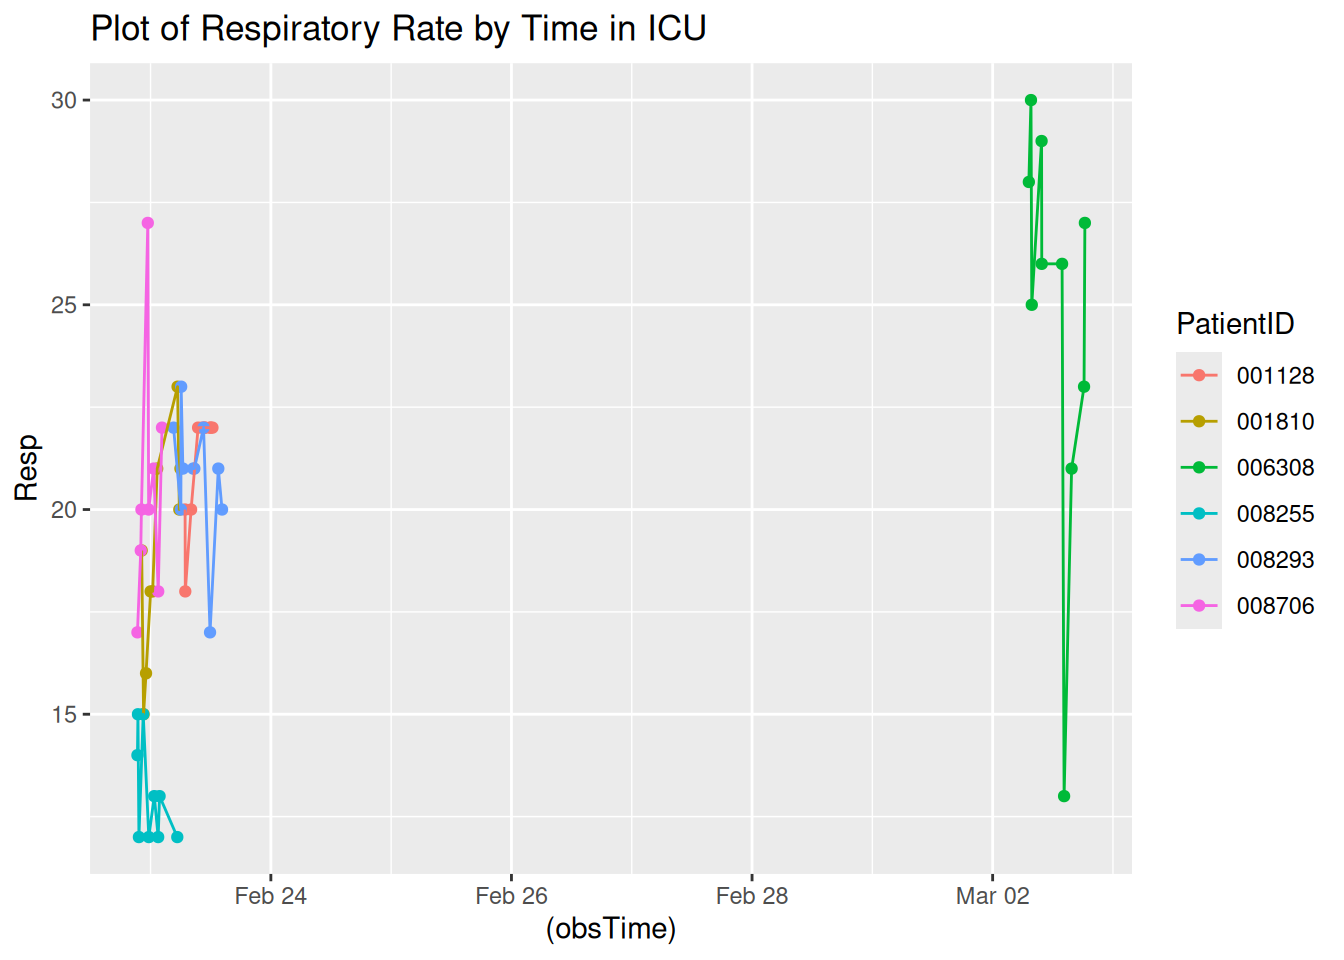 Plot of Respiratory Rate by Time in ICU
30
25
20
15
Resp
Feb 24
Feb 26
Feb 28
Mar 02
(obsTime)
PatientID
001128
001810
006308
008255
008293
008706